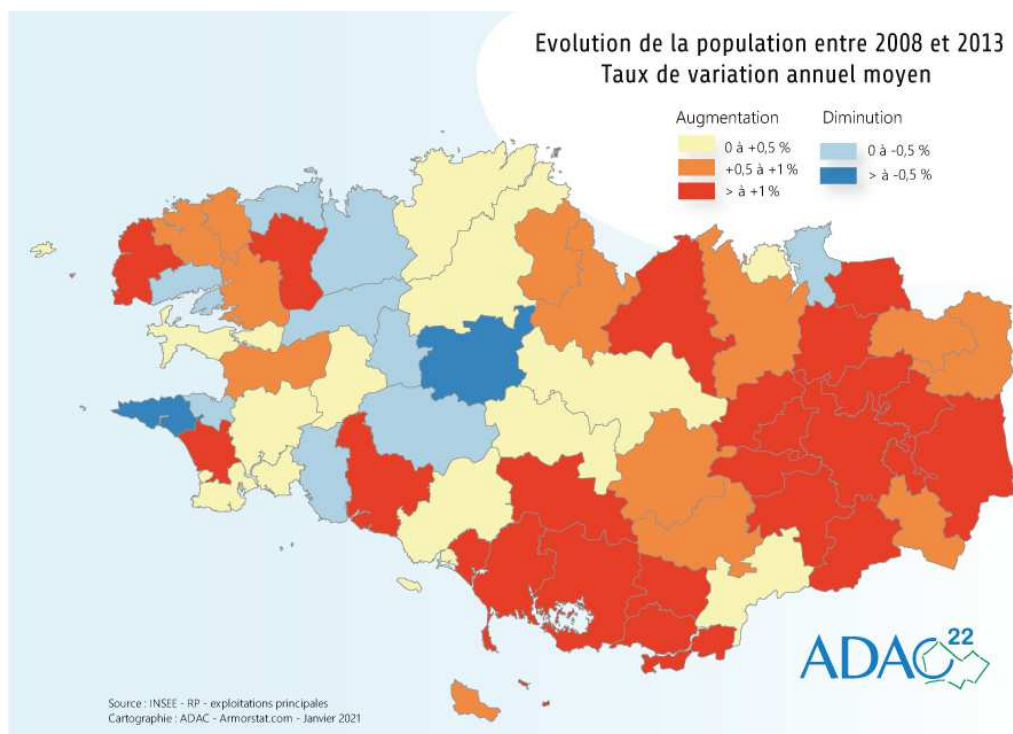 Evolution de la population entre 2008 et 2013
Taux de variation annuel moyen
Augmentation
0 à +0,5 %
+0,5 à +1 %
> à +1 %
Diminution
0 à -0,5 %
> à -0,5 %
ADAC 22
Source : INSEE - RP - exploitations principales
Cartographie : ADAC - Armorstat.com - Janvier 2021